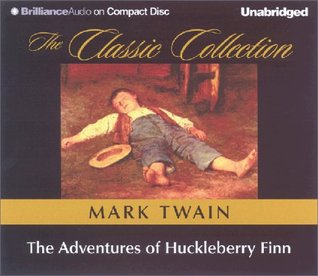 BrillianceAudio on Compact Disc
Unabridged
The Classic Collection
MARK TWAIN
The Adventures of Huckleberry Finn